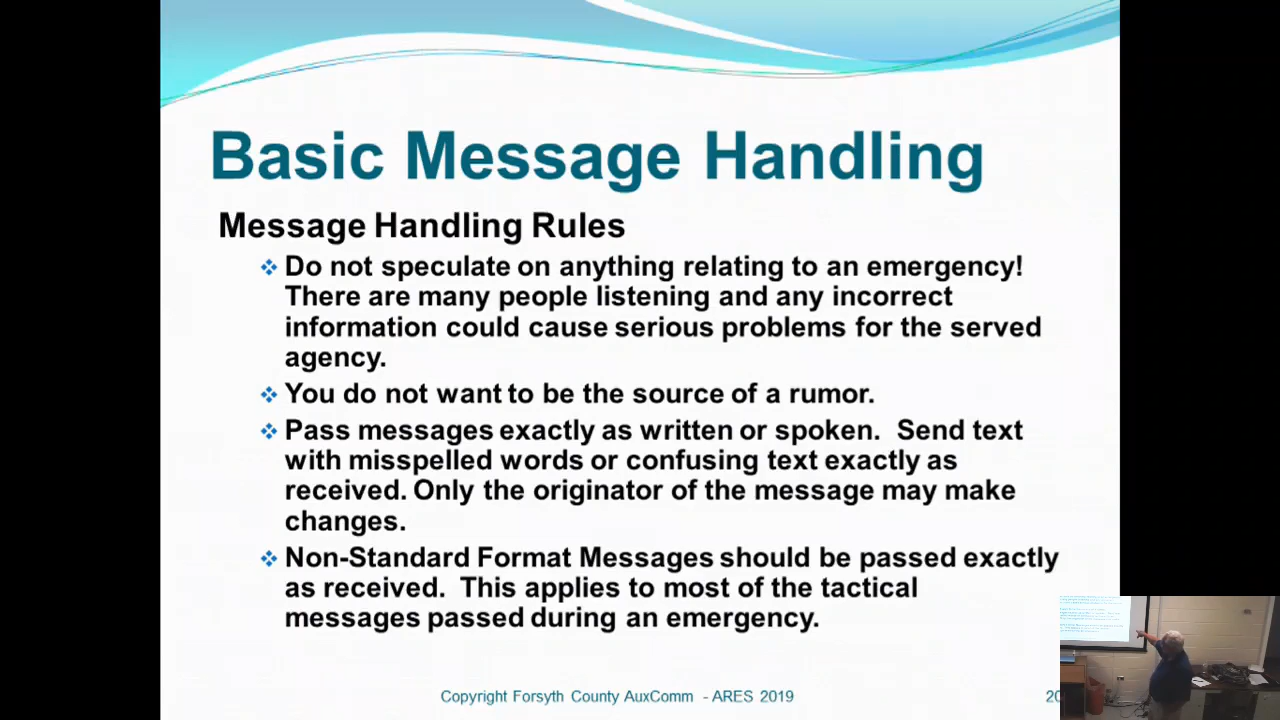 Basic Message Handling
Message Handling Rules
Do not speculate on anything relating to an emergency!
There are many people listening and any incorrect
information could cause serious problems for the served
agency.
You do not want to be the source of a rumor.
Pass messages exactly as written or spoken.  Send text
with misspelled words or confusing text exactly as
received. Only the originator of the message may make
changes.
Non-Standard Format Messages should be passed exactly
as received.  This applies to most of the tactical
messages passed during an emergency.
Copyright Forsyth County AuxComm - ARES 2019